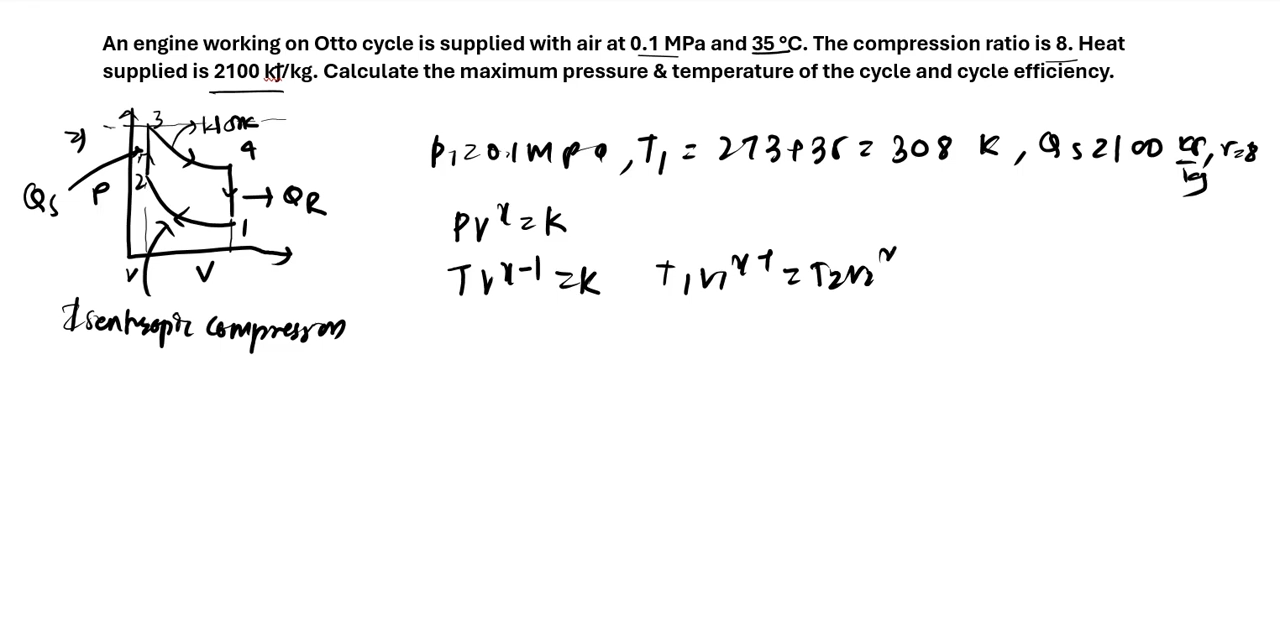 An engine working on Otto cycle is supplied with air at 0.1 MPa and 35 °C. The compression ratio is 8. Heat
supplied is 2100 kJ/kg. Calculate the maximum pressure & temperature of the cycle and cycle efficiency.
3
4
2
Qs P → QR
1
V
Isentropic compression
P1 = 0.1 MPa, T1 = 273+35 = 308 K, Qs 2100 kJ/kg, r=8
PV^γ = K
TV^γ-1 = K T1V1^γ-1 = T2V2^γ